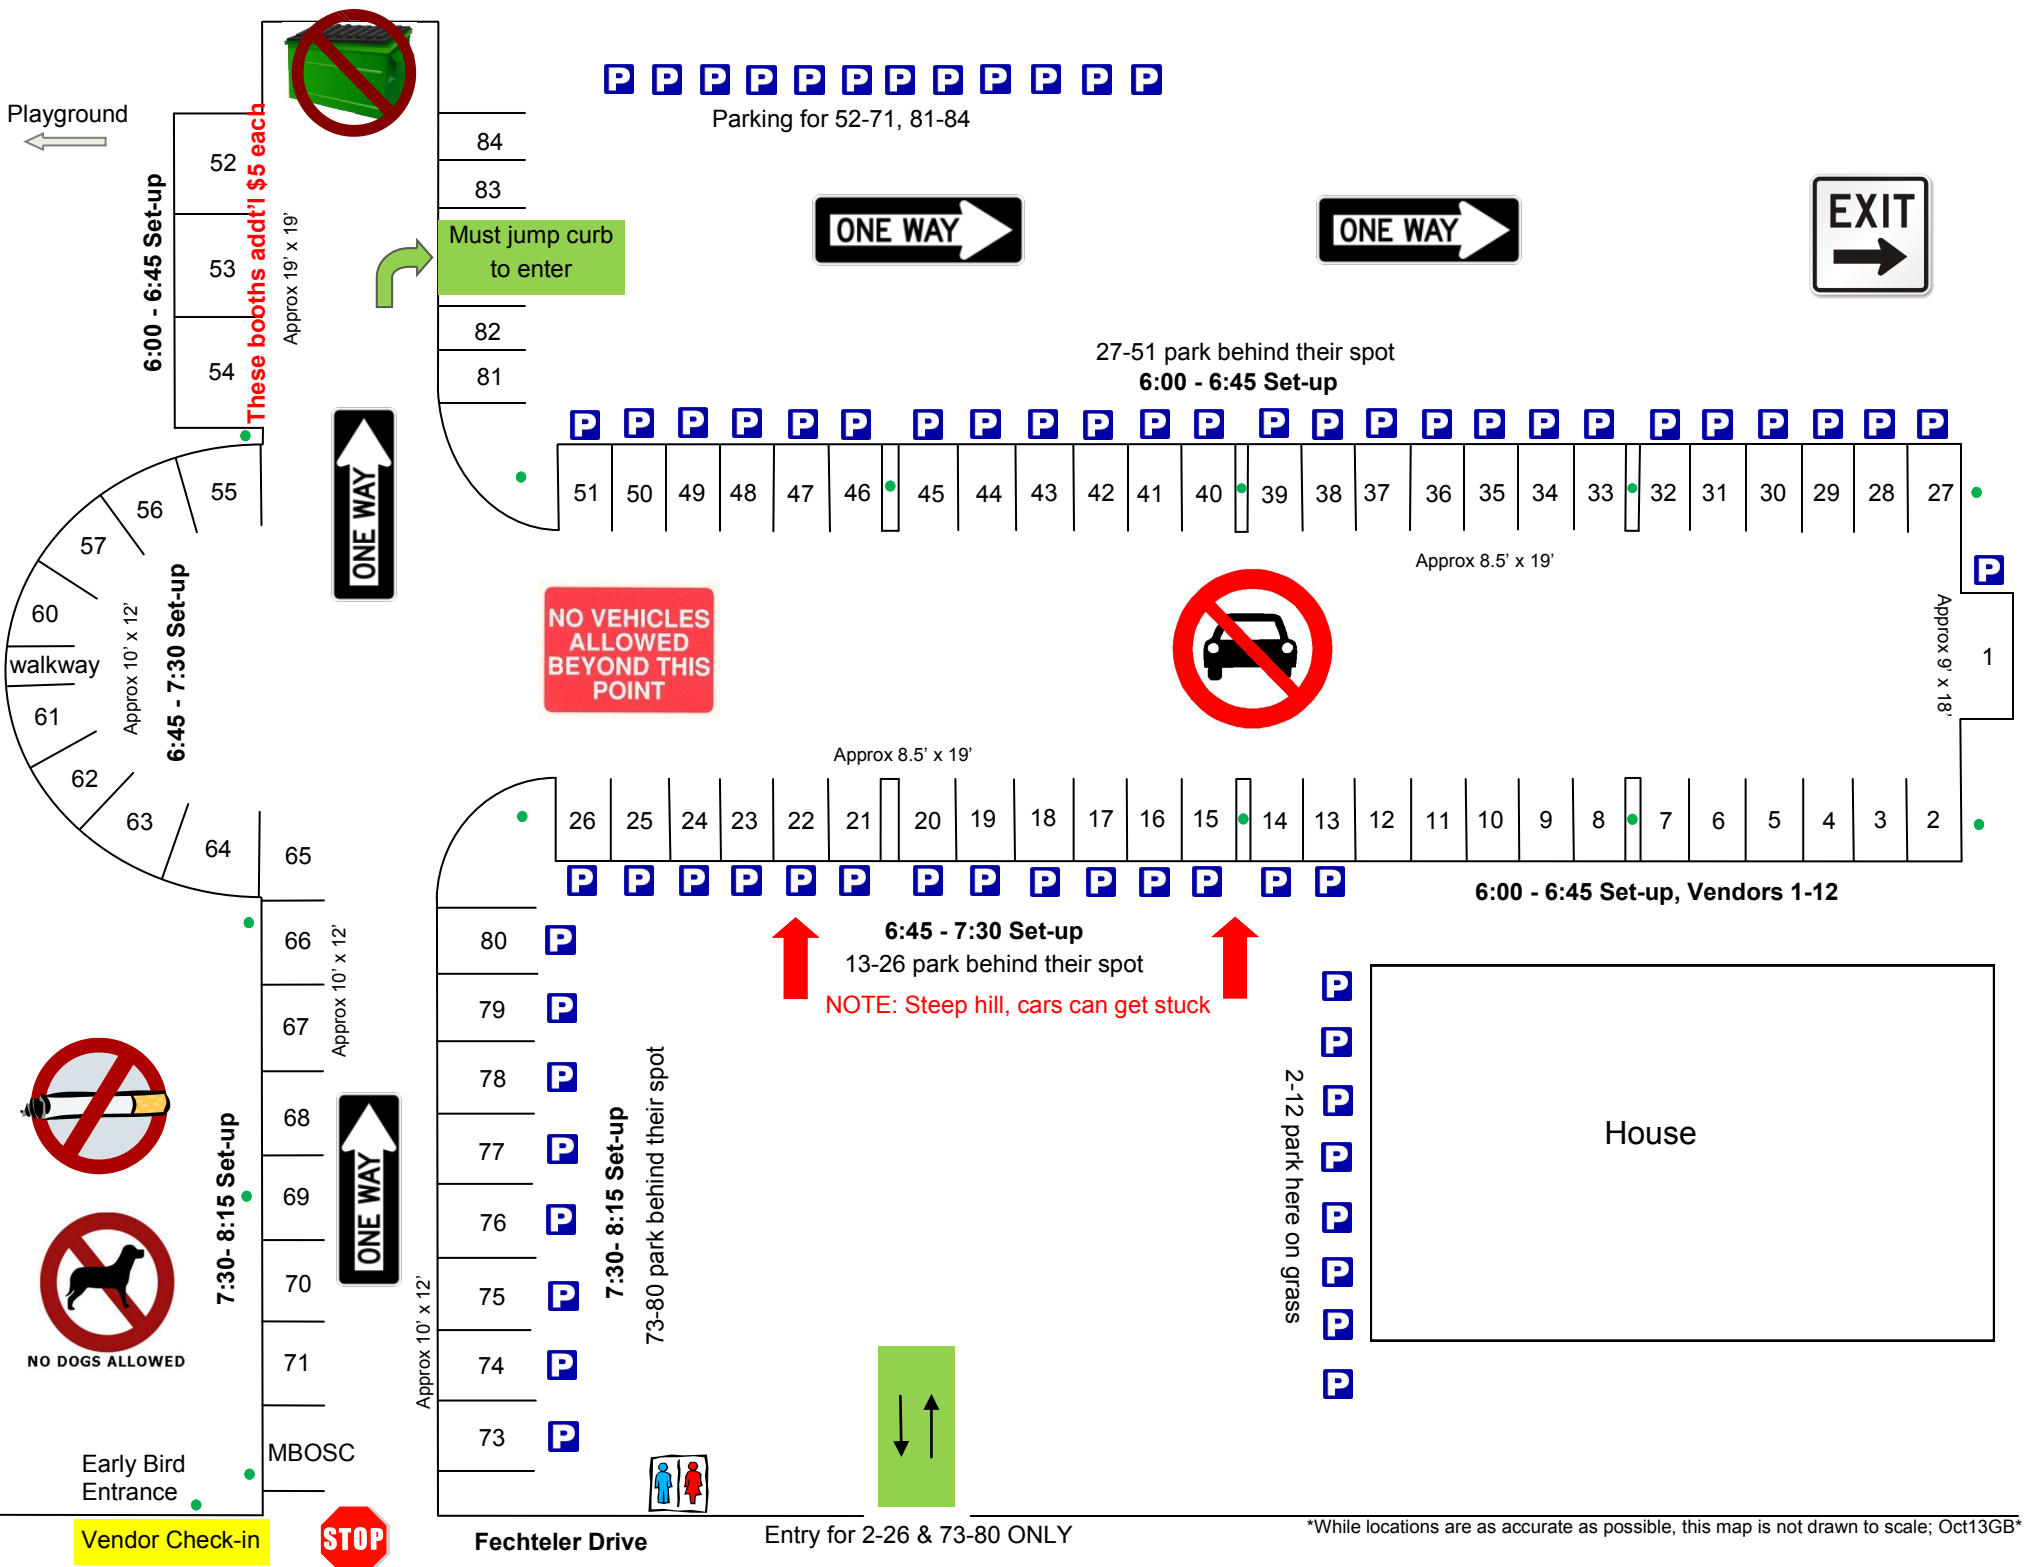 P P P P P P P P P P P P
Parking for 52-71, 81-84
Playground
52
53
54
6:00 - 6:45 Set-up
These booths addt'l $5 each
Approx 19’ x 19’
84
83
Must jump curb
to enter
82
81
ONE WAY
ONE WAY
EXIT
27-51 park behind their spot
6:00 - 6:45 Set-up
P P P P P P P P P P P P P P P P P P P P P P P P P
51 50 49 48 47 46 45 44 43 42 41 40 39 38 37 36 35 34 33 32 31 30 29 28 27
Approx 8.5’ x 19’
P
1
Approx 9’ x 18’
ONE WAY
55
56
57
60
walkway
61
62
63
64
65
Approx 10’ x 12’
6:45 - 7:30 Set-up
NO VEHICLES
ALLOWED
BEYOND THIS
POINT
Approx 8.5’ x 19’
26 25 24 23 22 21 20 19 18 17 16 15 14 13 12 11 10 9 8 7 6 5 4 3 2
P P P P P P P P P P P P P P
6:00 - 6:45 Set-up, Vendors 1-12
6:45 - 7:30 Set-up
13-26 park behind their spot
NOTE: Steep hill, cars can get stuck
66
67
68
69
70
71
MBOSC
Approx 10’ x 12’
7:30- 8:15 Set-up
ONE WAY
80 P
79 P
78 P
77 P
76 P
75 P
74 P
73 P
Approx 10’ x 12’
7:30- 8:15 Set-up
73-80 park behind their spot
P
P
P
P
P
P
P
P
2-12 park here on grass
House
NO DOGS ALLOWED
Early Bird
Entrance
Vendor Check-in
STOP
Fechteler Drive
Entry for 2-26 & 73-80 ONLY
*While locations are as accurate as possible, this map is not drawn to scale; Oct13GB*